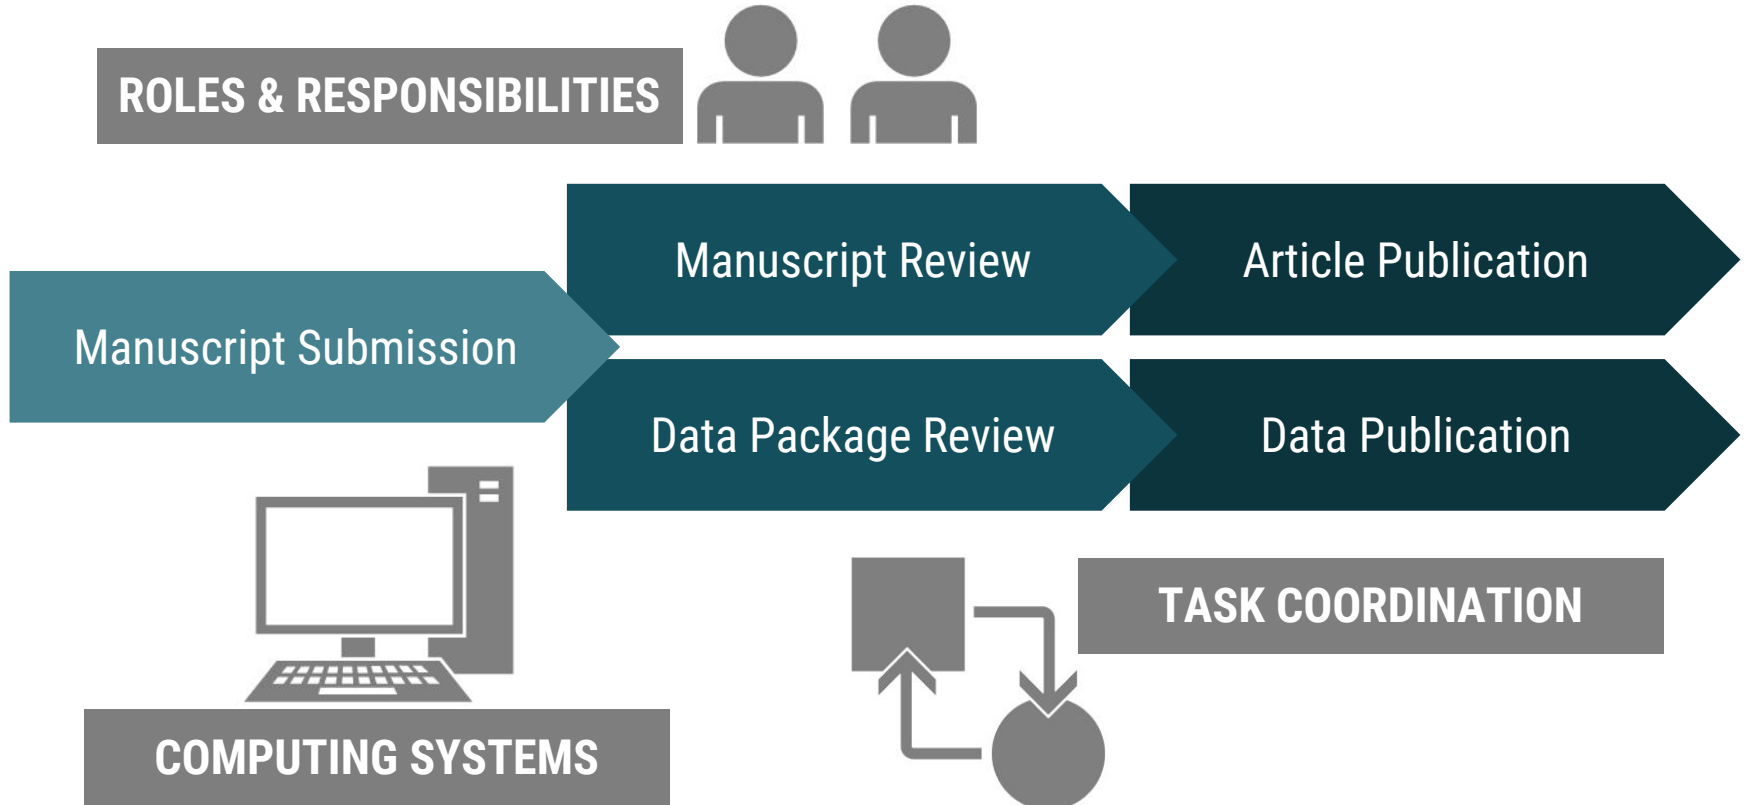 ROLES & RESPONSIBILITIES
Manuscript Submission
Manuscript Review
Article Publication
Data Package Review
Data Publication
COMPUTING SYSTEMS
TASK COORDINATION